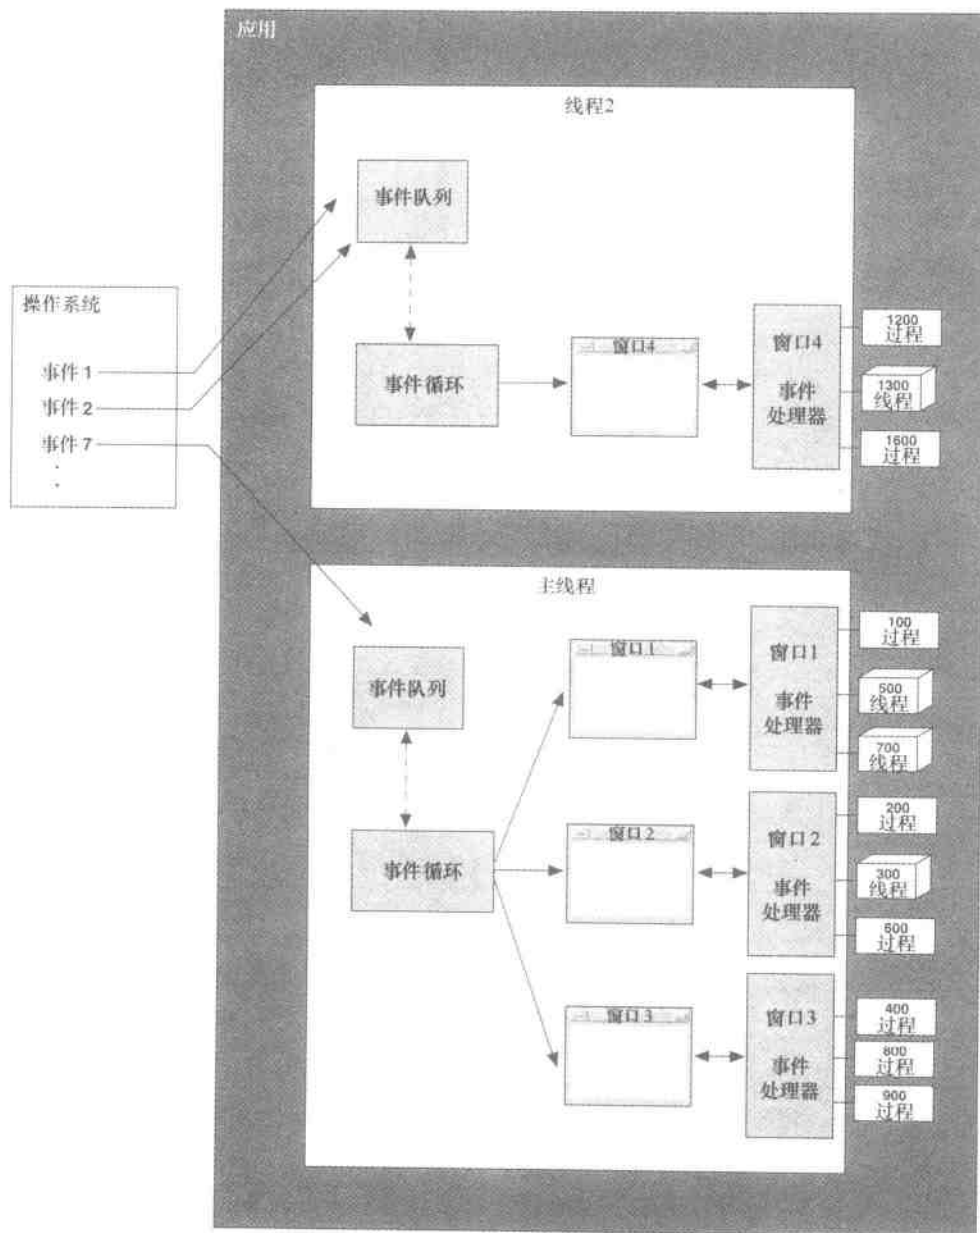 应用
线程2
事件队列
操作系统
事件 1
事件 2
事件 7
事件循环
窗口4
窗口4
事件
处理器
1200
过程
1300
线程
1600
过程
主线程
事件队列
事件循环
窗口 1
窗口1
事件
处理器
100
过程
500
线程
700
线程
窗口 2
窗口 2
事件
处理器
200
过程
300
线程
600
过程
窗口 3
窗口3
事件
处理器
400
过程
800
过程
900
过程